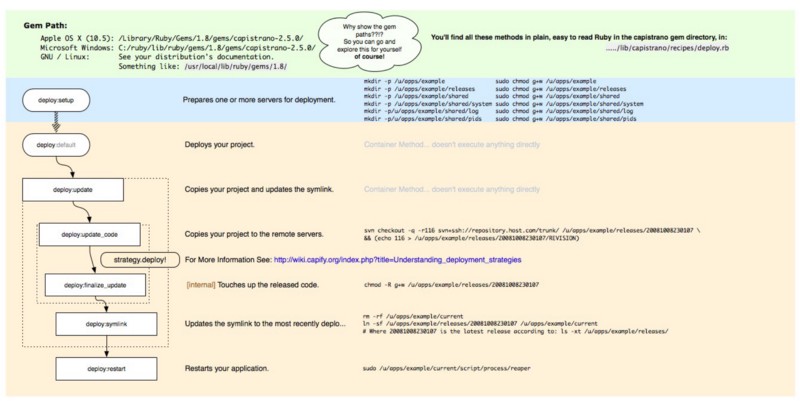 Gem Path:
Apple OS X (10.5): /Library/Ruby/Gems/1.8/gems/capistrano-2.5.0/
Microsoft Windows: C:/ruby/lib/ruby/gems/1.8/gems/capistrano-2.5.0/
GNU / Linux: See your distribution's documentation.
Something like: /usr/local/lib/ruby/gems/1.8/
Why show the gem
paths??!?
So you can go and
explore this for yourself
of course!
You'll find all these methods in plain, easy to read Ruby in the capistrano gem directory, in:
...../lib/capistrano/recipes/deploy.rb
deploy:setup
Prepares one or more servers for deployment.
mkdir -p /u/apps/example sudo chmod g+w /u/apps/example
mkdir -p /u/apps/example/releases sudo chmod g+w /u/apps/example/releases
mkdir -p /u/apps/example/shared sudo chmod g+w /u/apps/example/shared
mkdir -p /u/apps/example/shared/system sudo chmod g+w /u/apps/example/shared/system
mkdir -p/u/apps/example/shared/log sudo chmod g+w /u/apps/example/shared/log
mkdir -p /u/apps/example/shared/pids sudo chmod g+w /u/apps/example/shared/pids
deploy:default
Deploys your project.
Container Method... doesn't execute anything directly
deploy:update
Copies your project and updates the symlink.
Container Method... doesn't execute anything directly
deploy:update_code
Copies your project to the remote servers.
svn checkout -q -r116 svn+ssh://repository.host.com/trunk/ /u/apps/example/releases/20081008230107 \
&& (echo 116 > /u/apps/example/releases/20081008230107/REVISION)
strategy.deploy!
For More Information See: http://wiki.capify.org/index.php?title=Understanding_deployment_strategies
deploy:finalize_update
[internal] Touches up the released code.
chmod -R g+w /u/apps/example/releases/20081008230107
deploy:symlink
Updates the symlink to the most recently deplo...
rm -rf /u/apps/example/current
ln -sf /u/apps/example/releases/20081008230107 /u/apps/example/current
# Where 20081008230107 is the latest release according to: ls -xt /u/apps/example/releases/
deploy:restart
Restarts your application.
sudo /u/apps/example/current/script/process/reaper